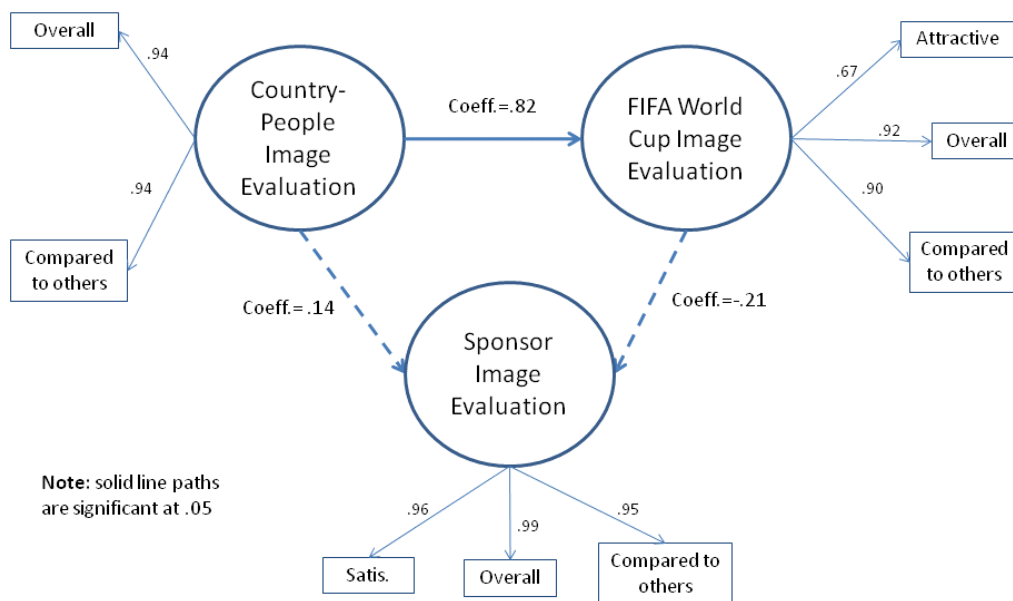 Overall
.94
Country-
People
Image
Evaluation
.94
Compared
to others
Coeff.=.82
FIFA World
Cup Image
Evaluation
Attractive
.67
.92
Overall
.90
Compared
to others
Coeff.= .14
Coeff.=-.21
Sponsor
Image
Evaluation
Note: solid line paths
are significant at .05
.96
.99
.95
Satis.
Overall
Compared to
others